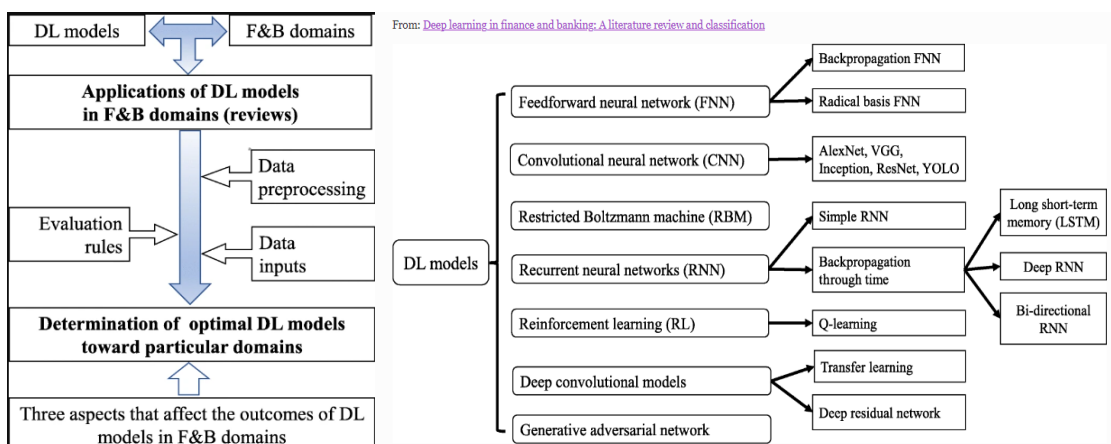 DL models
F&B domains
Applications of DL models
in F&B domains (reviews)
Data
preprocessing
Evaluation
rules
Data
inputs
Determination of optimal DL models
toward particular domains
Three aspects that affect the outcomes of DL
models in F&B domains
From: Deep learning in finance and banking: A literature review and classification
DL models
Feedforward neural network (FNN)
Backpropagation FNN
Radical basis FNN
Convolutional neural network (CNN)
AlexNet, VGG,
Inception, ResNet, YOLO
Restricted Boltzmann machine (RBM)
Recurrent neural networks (RNN)
Simple RNN
Backpropagation
through time
Long short-term
memory (LSTM)
Deep RNN
Bi-directional
RNN
Reinforcement learning (RL)
Q-learning
Deep convolutional models
Transfer learning
Deep residual network
Generative adversarial network